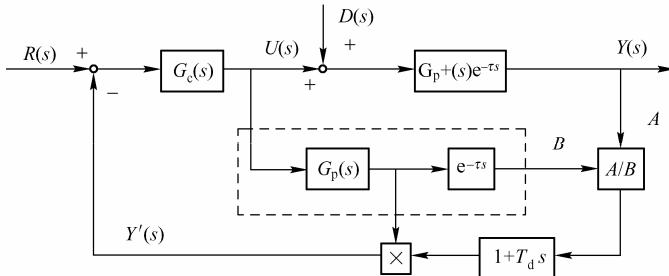 D(s)
R(s) + U(s) + Y(s)
G_c(s) G_p+(s)e^{-τs}
− +
A
B
G_p(s) e^{-τs} A/B
Y′(s)
× 1+T_d s